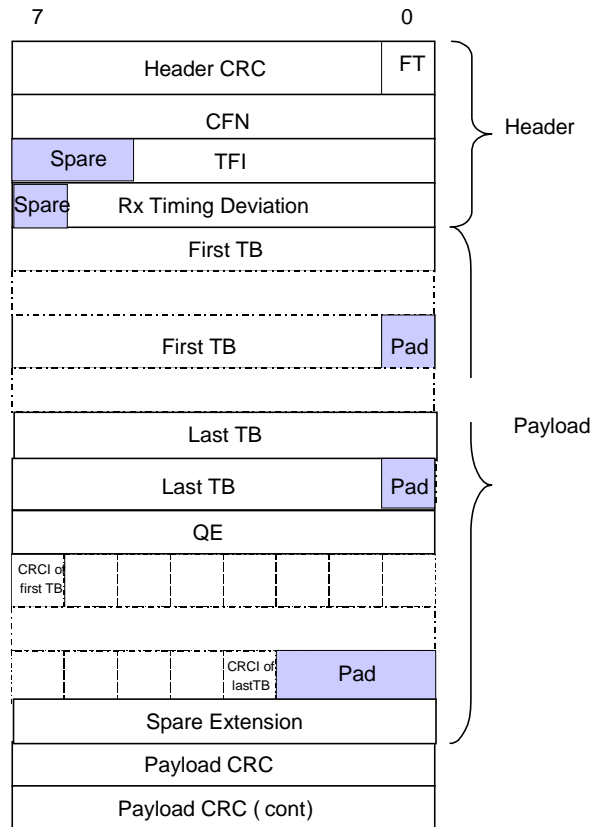 7 0
Header CRC FT
CFN
Spare TFI
Spare Rx Timing Deviation
Header
First TB
First TB Pad
Last TB
Payload
Last TB Pad
QE
CRCI of
first TB
CRCI of
lastTB
Pad
Spare Extension
Payload CRC
Payload CRC ( cont)